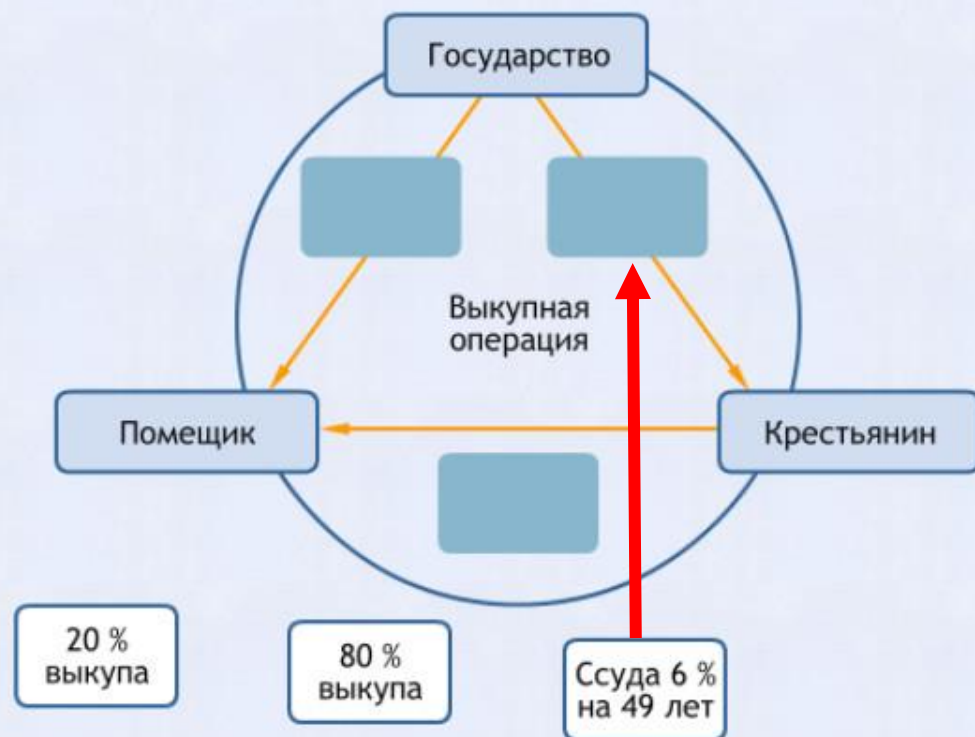 Государство
Выкупная
операция
Помещик
Крестьянин
20 %
выкупа
80 %
выкупа
Ссуда 6 %
на 49 лет